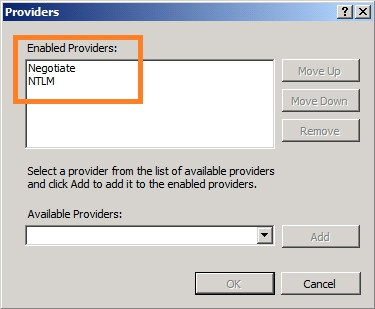 Providers
Enabled Providers:
Negotiate
NTLM
Move Up
Move Down
Remove
Select a provider from the list of available providers
and click Add to add it to the enabled providers.
Available Providers:
Add
OK
Cancel